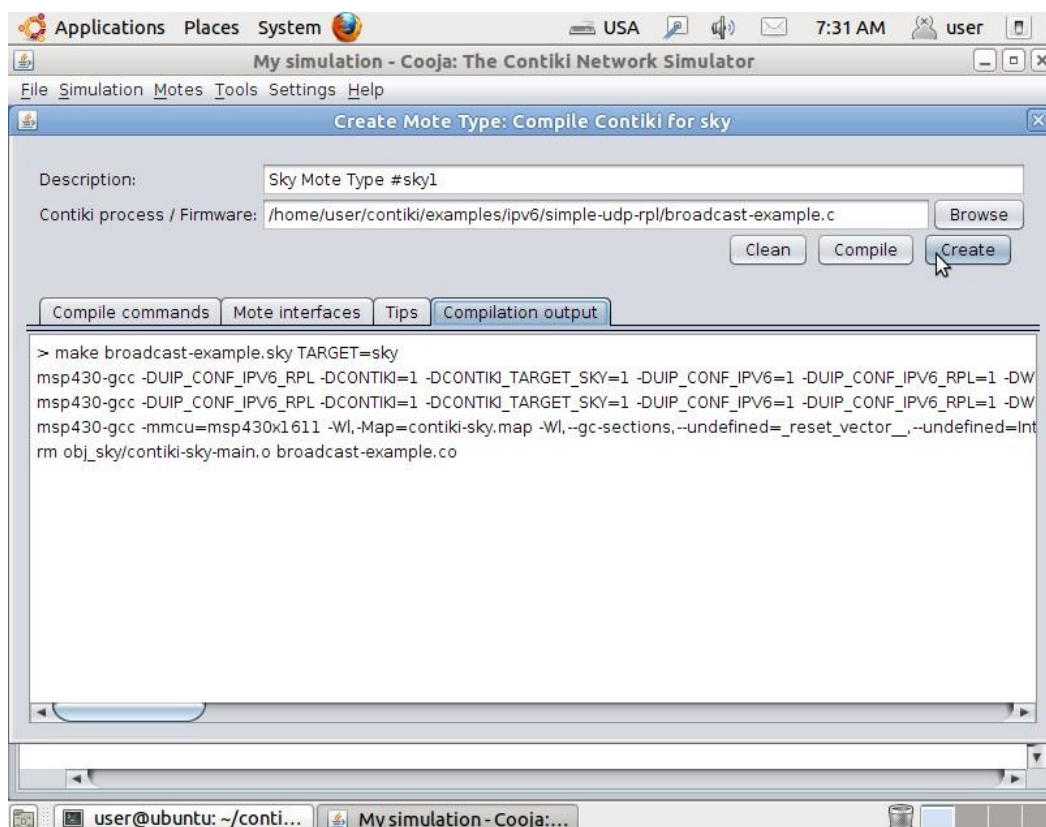 Applications Places System USA 7:31 AM user
My simulation - Cooja: The Contiki Network Simulator
File Simulation Motes Tools Settings Help
Create Mote Type: Compile Contiki for sky
Description: Sky Mote Type #sky1
Contiki process / Firmware: /home/user/contiki/examples/ipv6/simple-udp-rpl/broadcast-example.c Browse
Clean Compile Create
Compile commands Mote interfaces Tips Compilation output
> make broadcast-example.sky TARGET=sky
msp430-gcc -DUIP_CONF_IPV6_RPL -DCONTIKI=1 -DCONTIKI_TARGET_SKY=1 -DUIP_CONF_IPV6=1 -DUIP_CONF_IPV6_RPL=1 -DW
msp430-gcc -DUIP_CONF_IPV6_RPL -DCONTIKI=1 -DCONTIKI_TARGET_SKY=1 -DUIP_CONF_IPV6=1 -DUIP_CONF_IPV6_RPL=1 -DW
msp430-gcc -mmcu=msp430x1611 -Wl,-Map=contiki-sky.map -Wl,--gc-sections,--undefined=_reset_vector__,--undefined=Int
rm obj_sky/contiki-sky-main.o broadcast-example.co
user@ubuntu: ~/conti... My simulation - Cooja:...